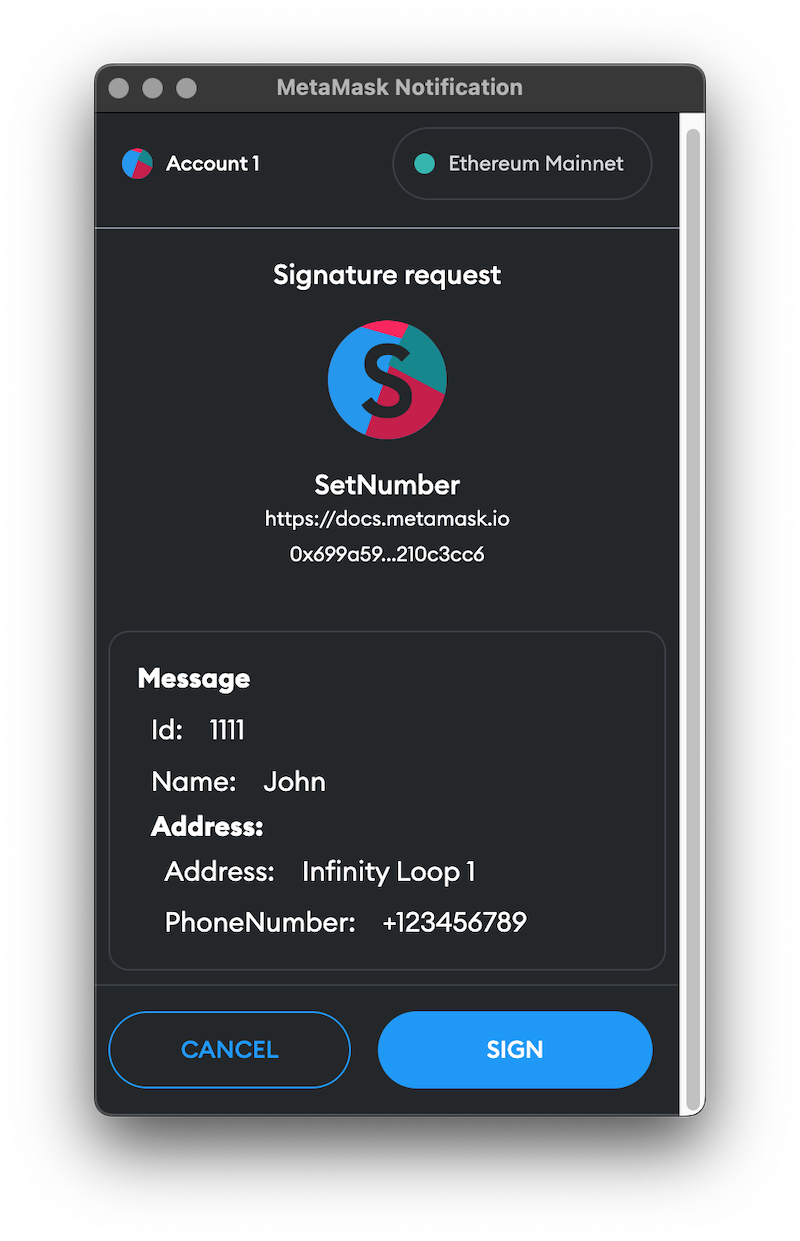 MetaMask Notification
Account 1
Ethereum Mainnet
Signature request
S
SetNumber
https://docs.metamask.io
0x699a59...210c3cc6
Message
Id: 1111
Name: John
Address:
Address: Infinity Loop 1
PhoneNumber: +123456789
CANCEL
SIGN